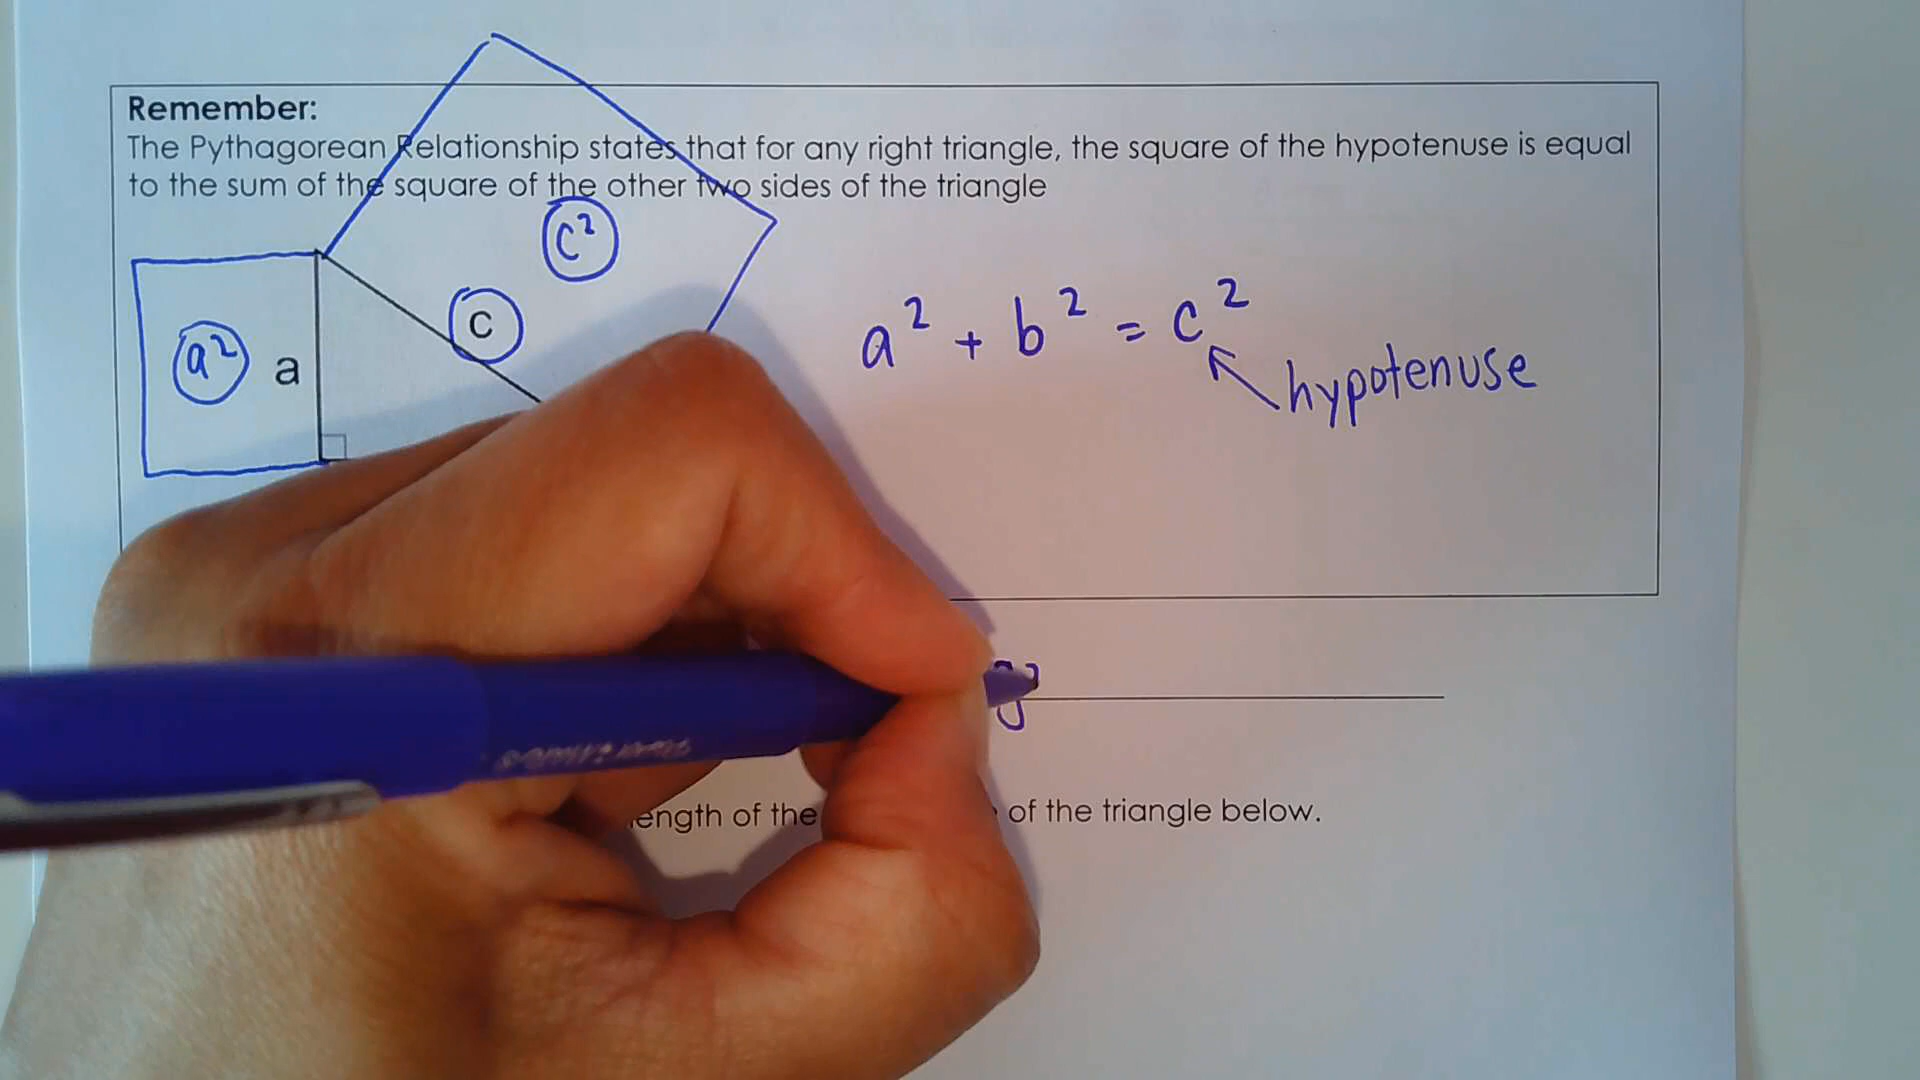 Remember:
The Pythagorean Relationship states that for any right triangle, the square of the hypotenuse is equal
to the sum of the square of the other two sides of the triangle
c²
c
a² a
a² + b² = c²
hypotenuse
of the
of the triangle below.